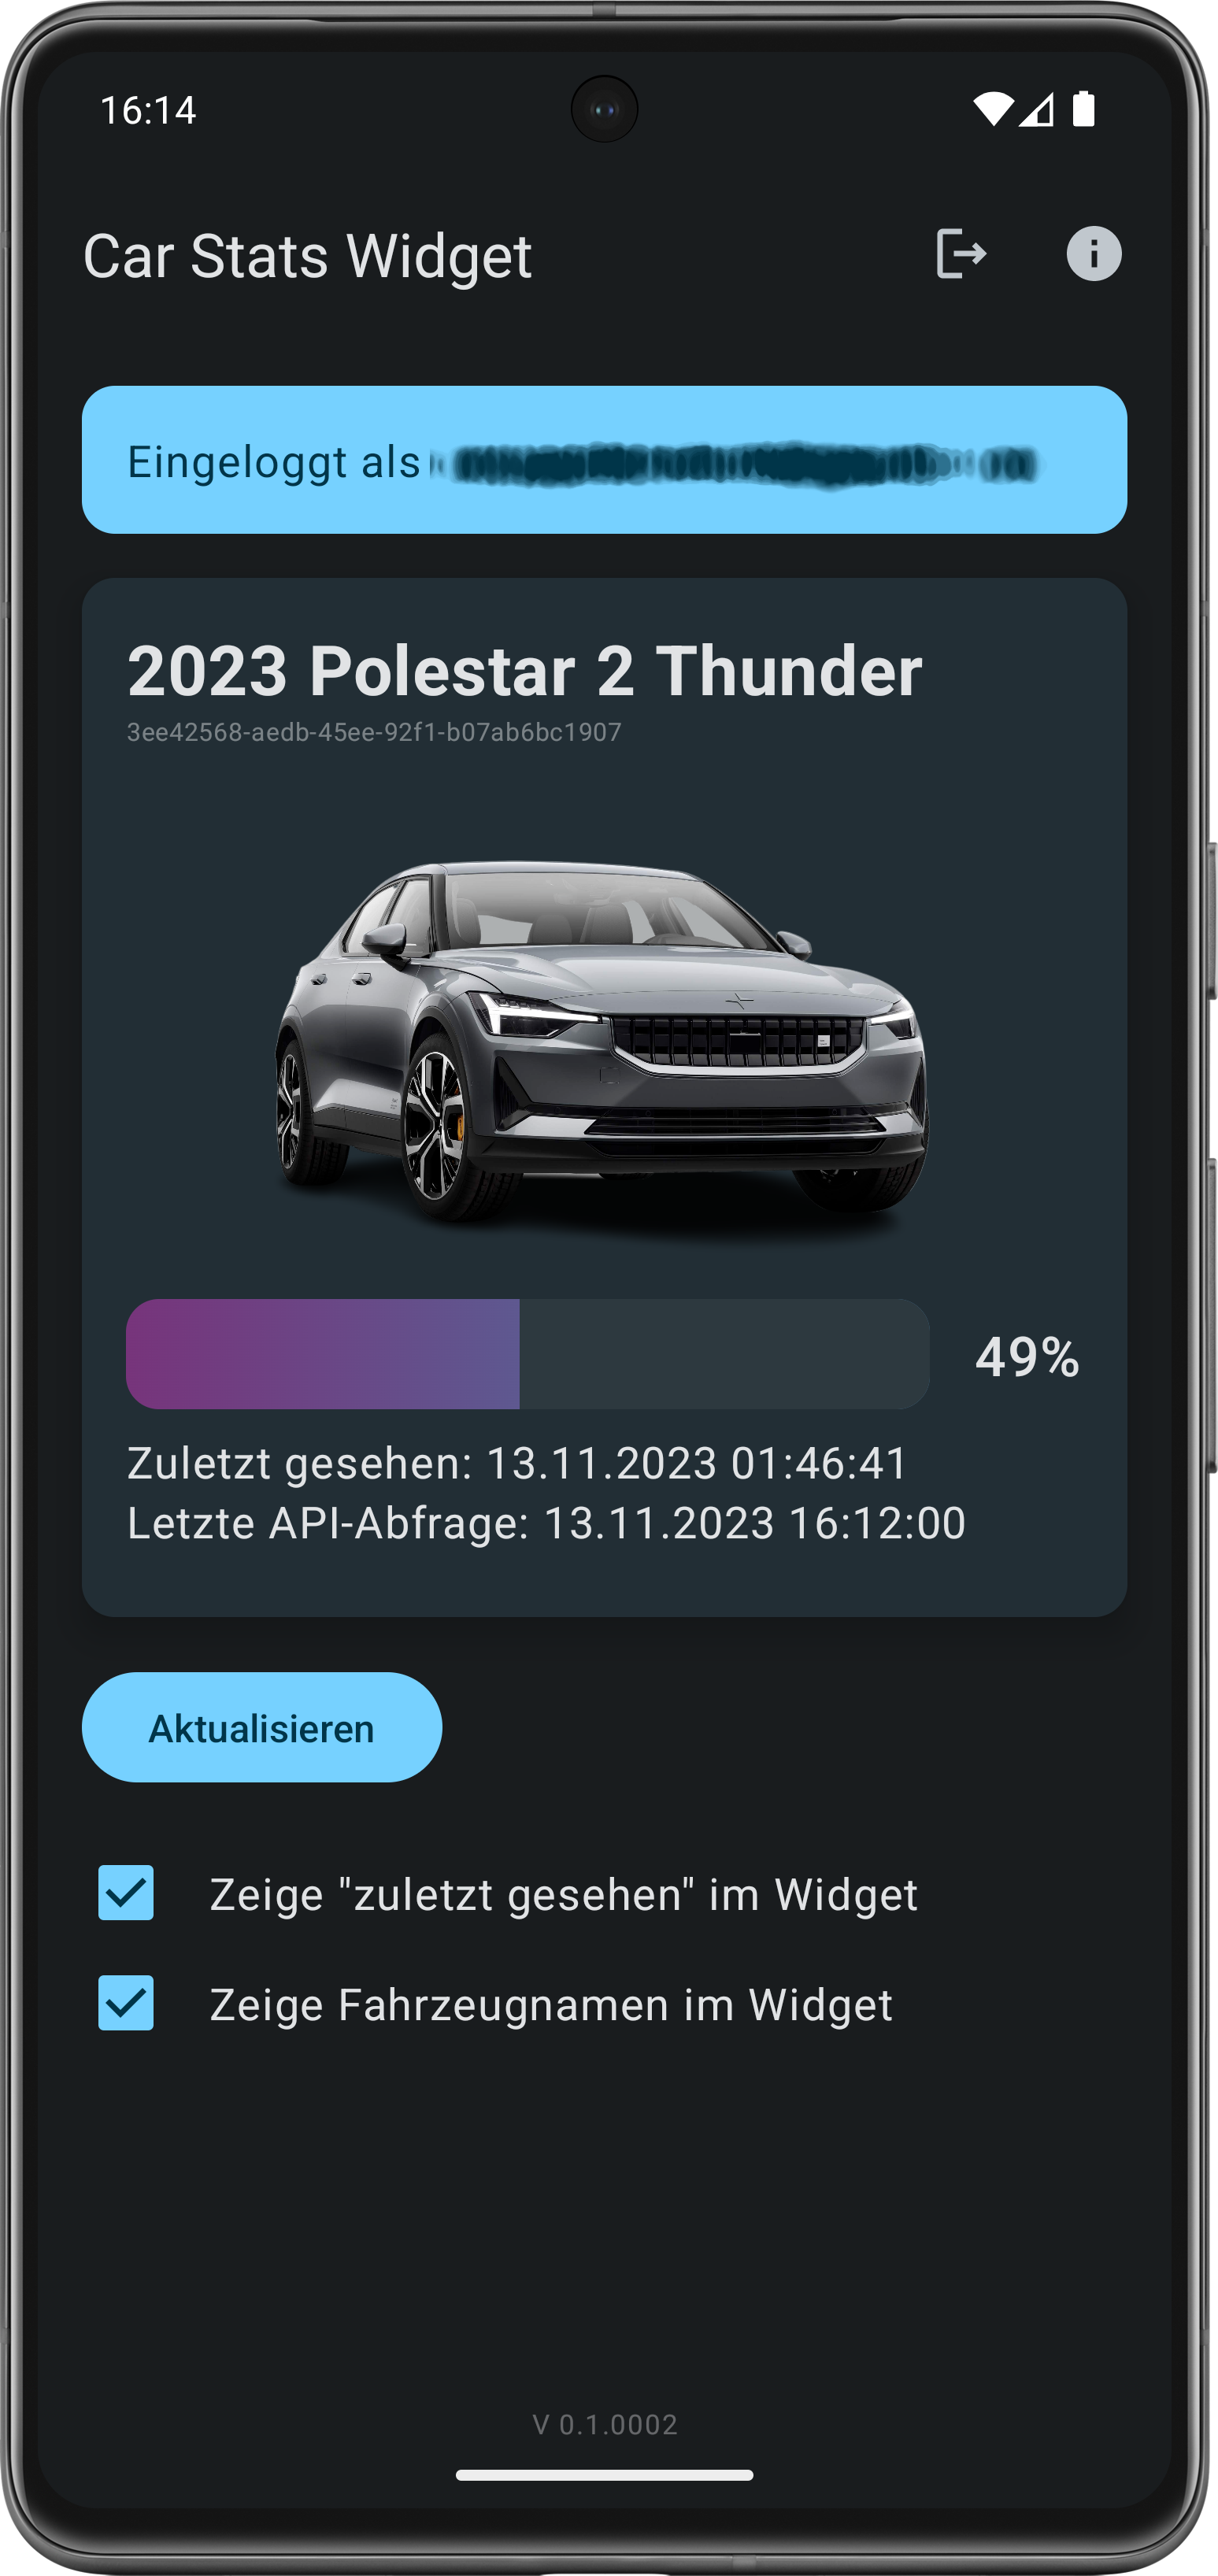 16:14
Car Stats Widget
Eingeloggt als
2023 Polestar 2 Thunder
3ee42568-aedb-45ee-92f1-b07ab6bc1907
49%
Zuletzt gesehen: 13.11.2023 01:46:41
Letzte API-Abfrage: 13.11.2023 16:12:00
Aktualisieren
Zeige "zuletzt gesehen" im Widget
Zeige Fahrzeugnamen im Widget
V 0.1.0002